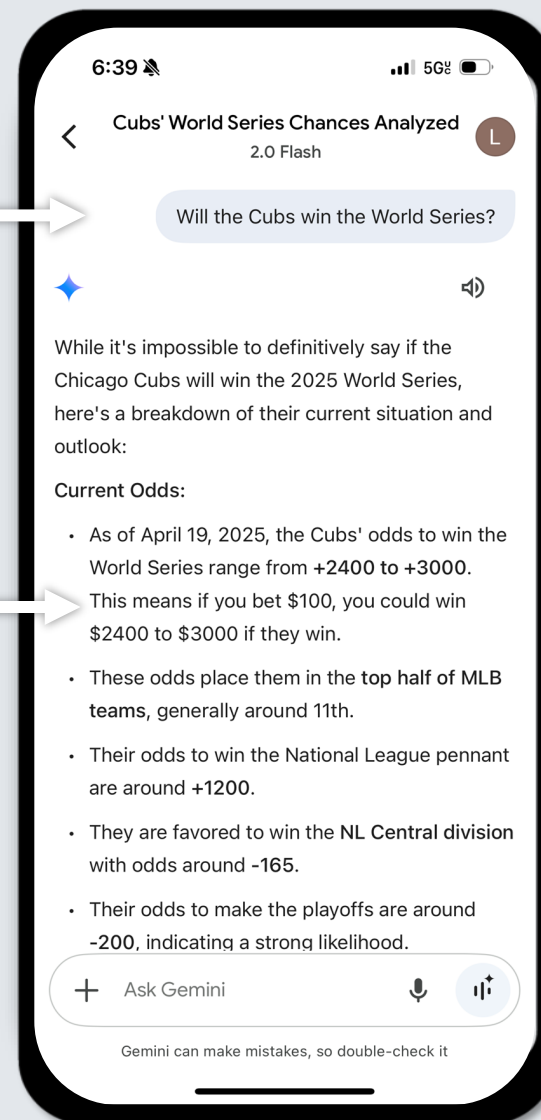 6:39
5G
Cubs' World Series Chances Analyzed
2.0 Flash
L
Will the Cubs win the World Series?
While it's impossible to definitively say if the
Chicago Cubs will win the 2025 World Series,
here's a breakdown of their current situation and
outlook:
Current Odds:
• As of April 19, 2025, the Cubs' odds to win the
World Series range from +2400 to +3000.
This means if you bet $100, you could win
$2400 to $3000 if they win.
• These odds place them in the top half of MLB
teams, generally around 11th.
• Their odds to win the National League pennant
are around +1200.
• They are favored to win the NL Central division
with odds around -165.
• Their odds to make the playoffs are around
-200, indicating a strong likelihood.
Ask Gemini
Gemini can make mistakes, so double-check it